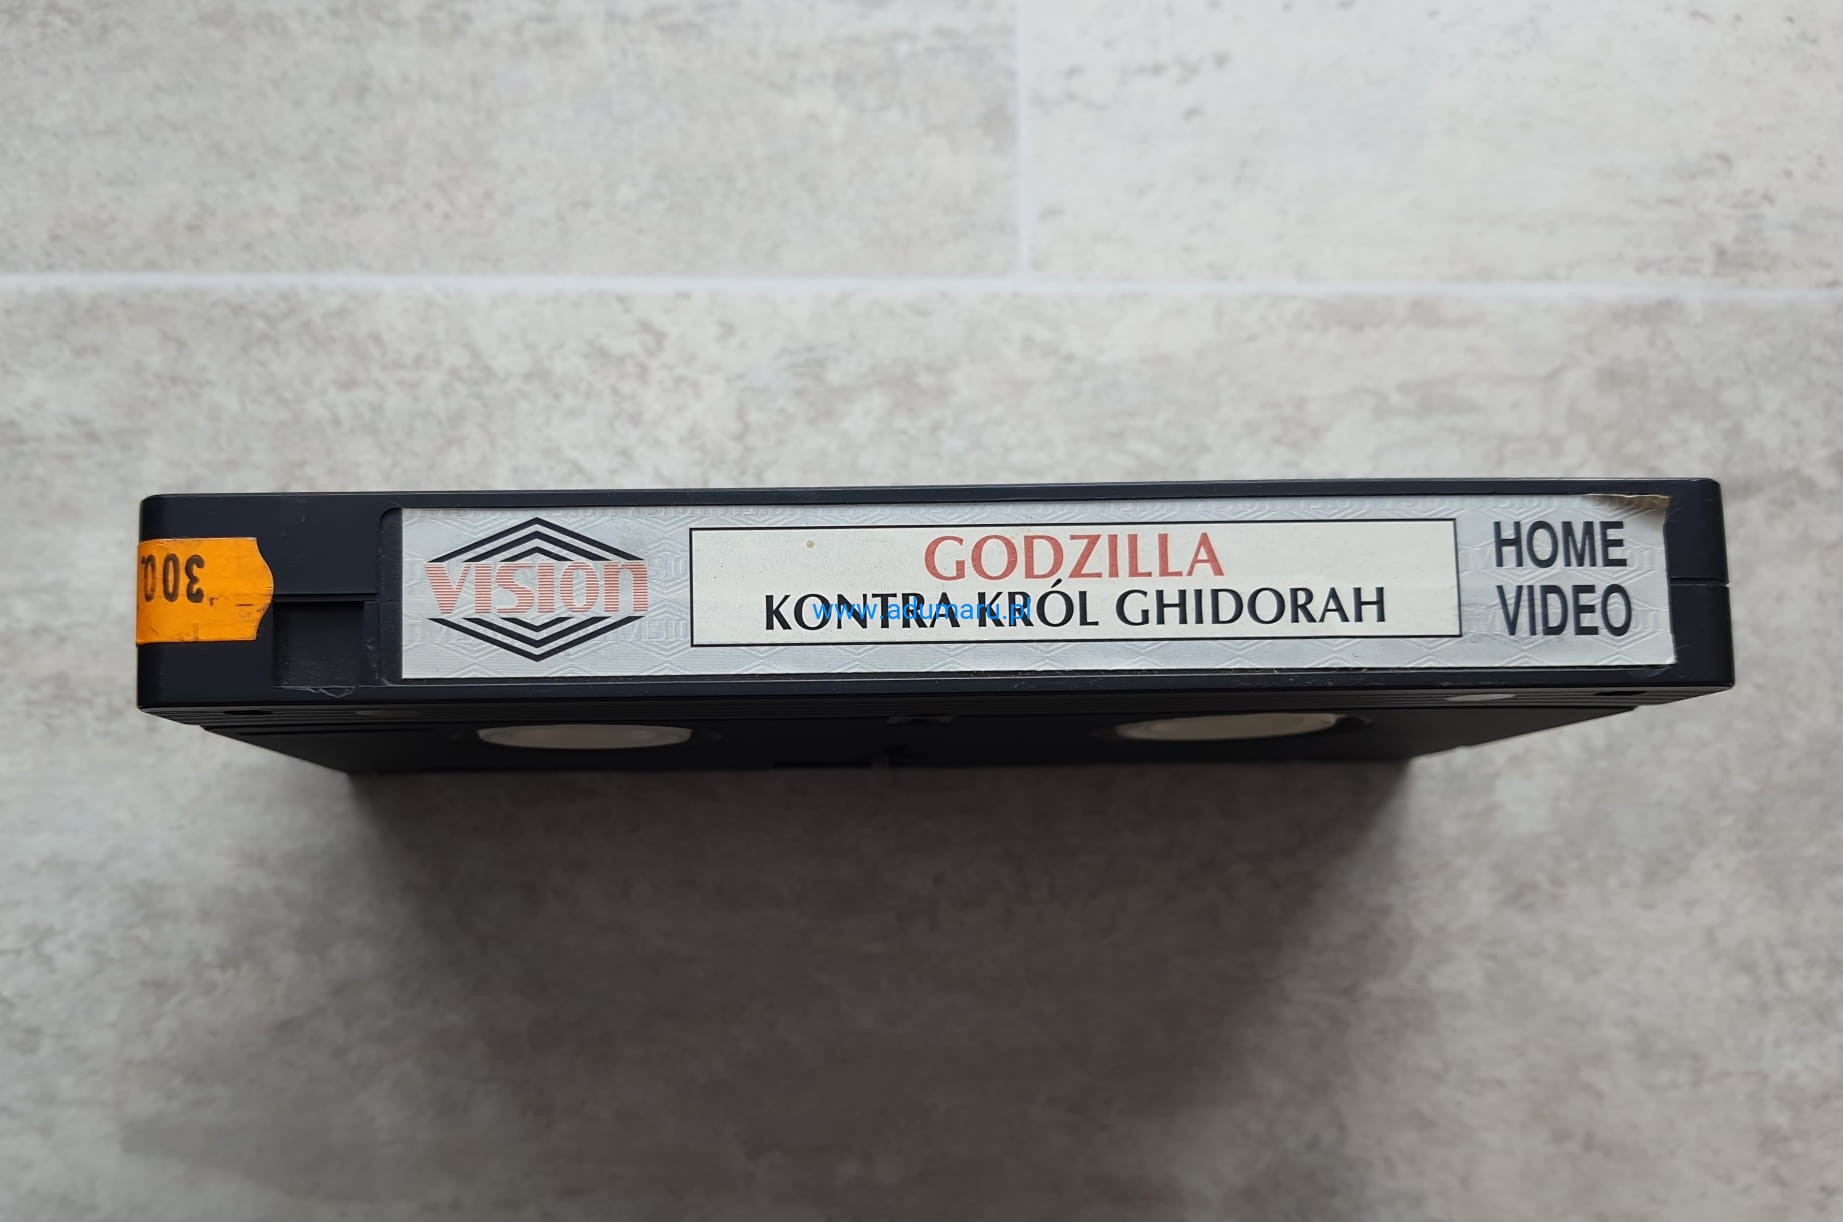 VISION
GODZILLA
KONTRA KRÓL GHIDORAH
HOME
VIDEO
www.adumaru.pl